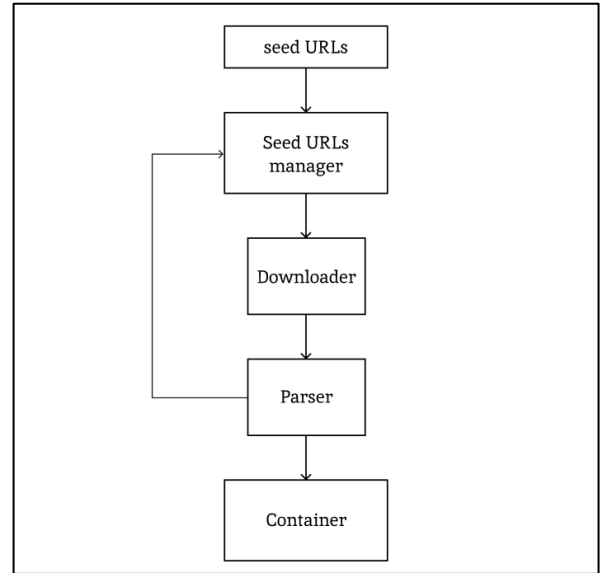 seed URLs
Seed URLs
manager
Downloader
Parser
Container